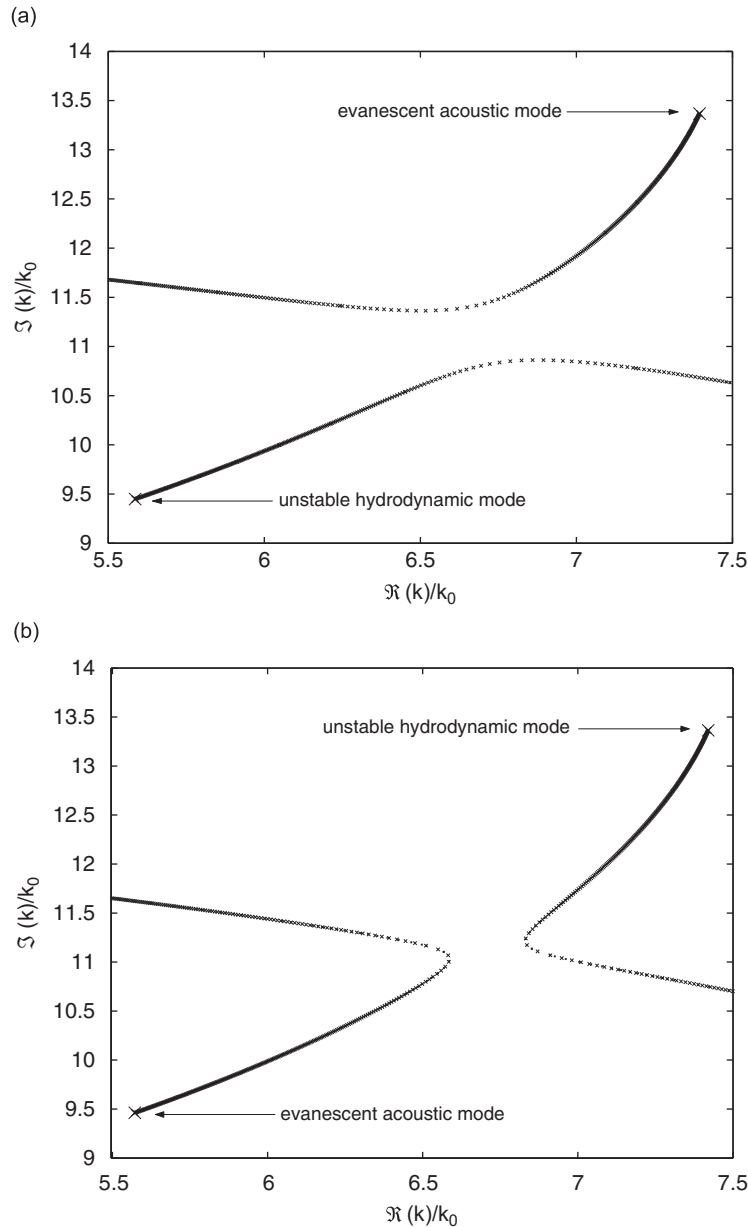 (a)
14
13.5
13
12.5
12
11.5
11
10.5
10
9.5
9
ℑ (k)/k₀
evanescent acoustic mode
unstable hydrodynamic mode
5.5 6 6.5 7 7.5
ℜ (k)/k₀
(b)
14
13.5
13
12.5
12
11.5
11
10.5
10
9.5
9
ℑ (k)/k₀
unstable hydrodynamic mode
evanescent acoustic mode
5.5 6 6.5 7 7.5
ℜ (k)/k₀